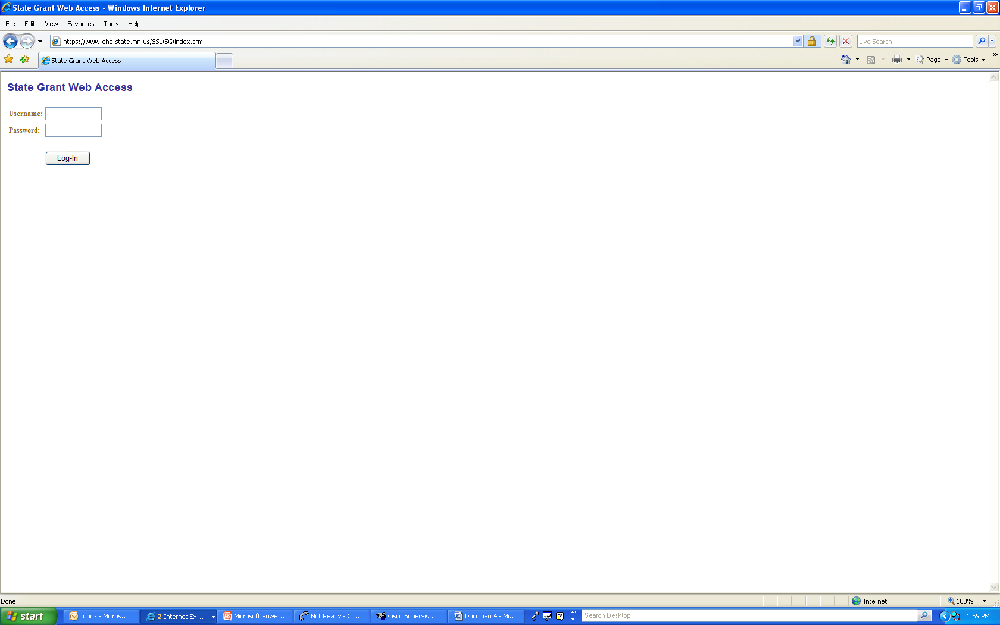 State Grant Web Access - Windows Internet Explorer
File Edit View Favorites Tools Help
https://www.ohe.state.mn.us/SSL/SG/index.cfm
Live Search
State Grant Web Access
Page Tools
State Grant Web Access
Username:
Password:
Log-In
Done
Internet
100%
start
Inbox - Micros...
2 Internet Ex...
Microsoft Powe...
Not Ready - Ci...
Cisco Supervis...
Document4 - Mi...
Search Desktop
1:59 PM